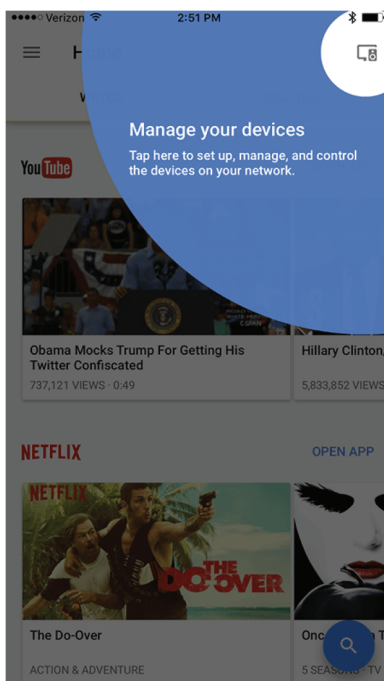 Verizon 2:51 PM
H
Manage your devices
Tap here to set up, manage, and control
the devices on your network.
YouTube
CSPAN
Obama Mocks Trump For Getting His
Twitter Confiscated
737,121 VIEWS · 0:49
Hillary Clinton,
5,833,852 VIEWS
NETFLIX
OPEN APP
NETFLIX
THE
DO-OVER
The Do-Over
ACTION & ADVENTURE
5 SEASONS · TV